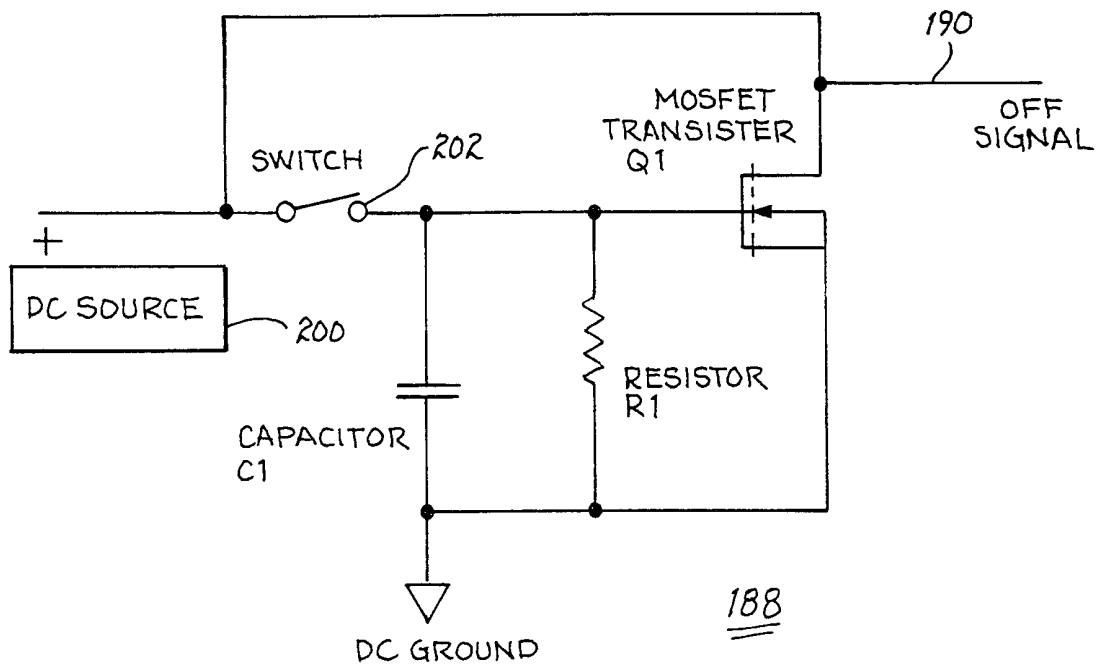 190
OFF
SIGNAL
MOSFET
TRANSISTER
Q1
SWITCH
202
+
DC SOURCE
200
RESISTOR
R1
CAPACITOR
C1
DC GROUND
188